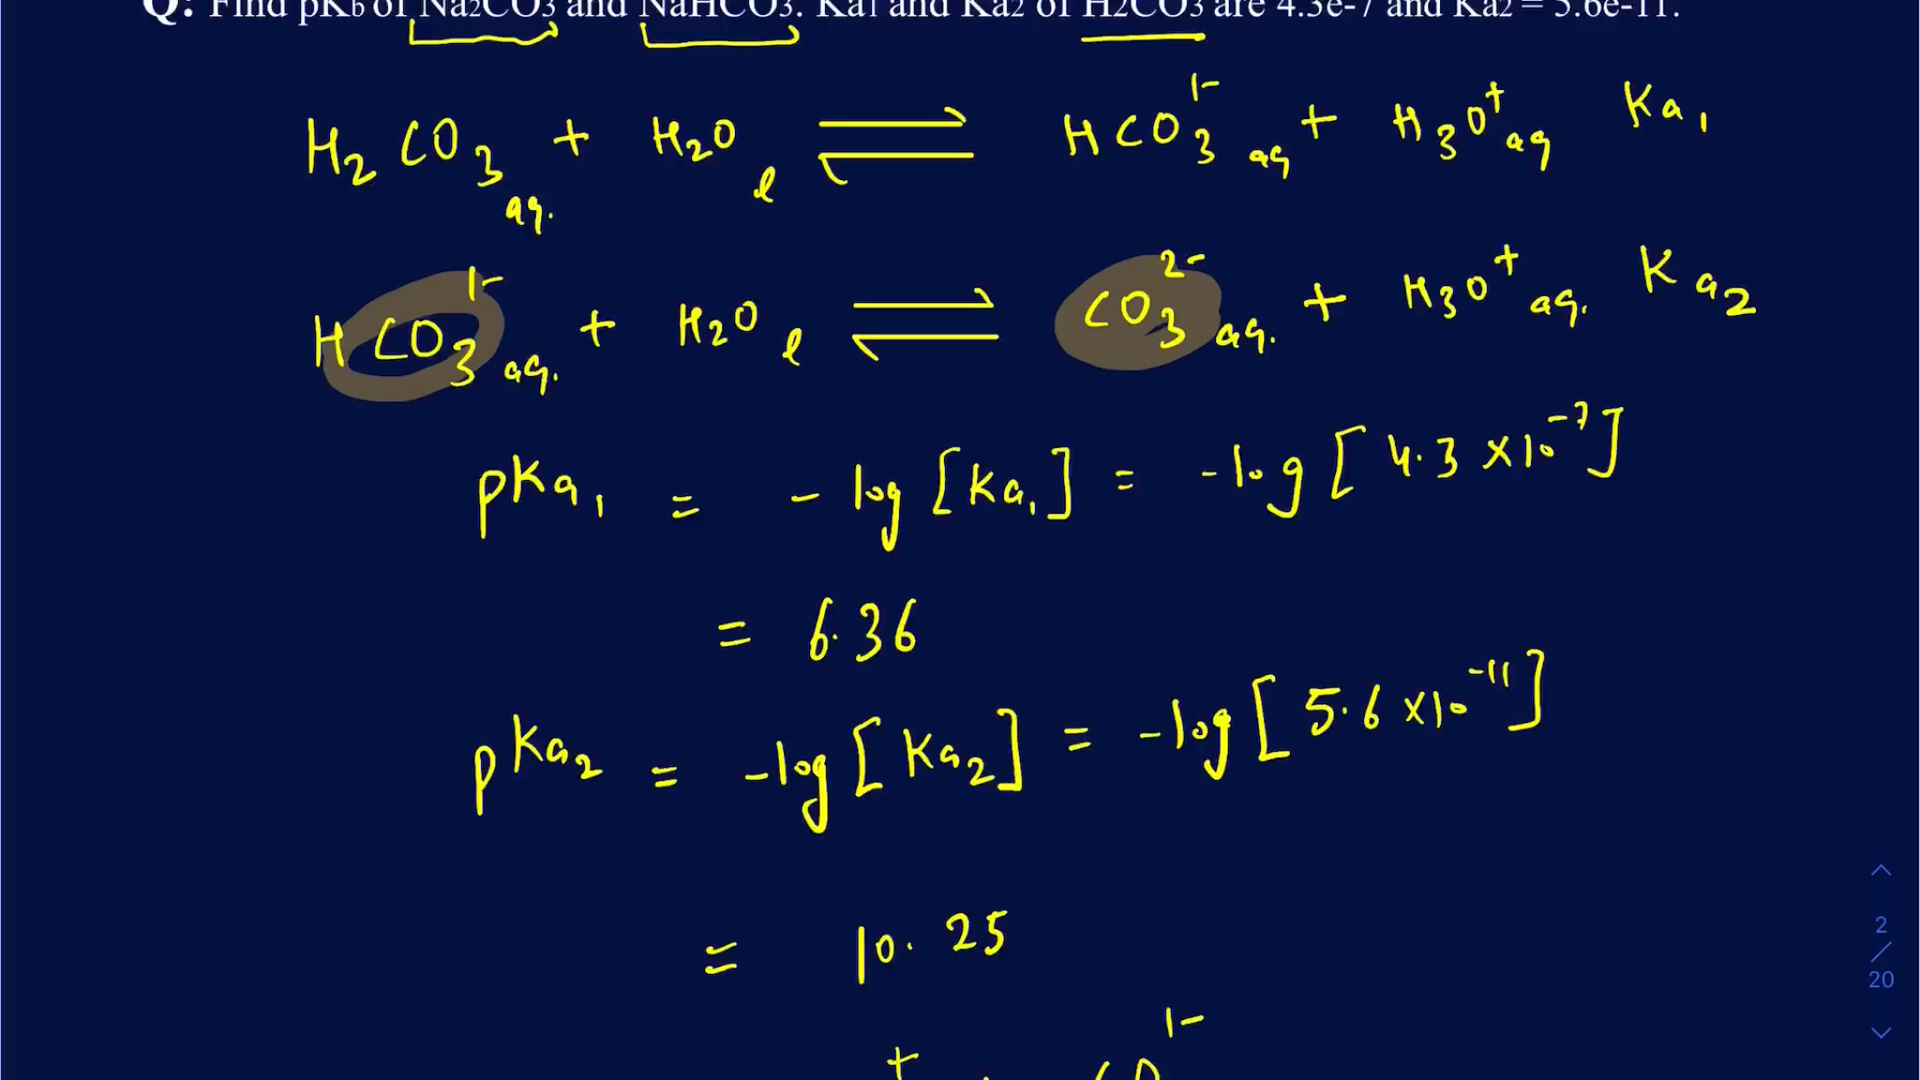 Q: Find pKb of Na2CO3 and NaHCO3. Ka1 and Ka2 of H2CO3 are 4.3e-7 and Ka2 = 5.6e-11.
H2CO3 aq. + H2O l ⇌ HCO3 1- aq + H3O+ aq Ka1
HCO3 1- aq. + H2O l ⇌ CO3 2- aq. + H3O+ aq. Ka2
pKa1 = -log [Ka1] = -log [4.3 ×10^-7]
= 6.36
pKa2 = -log [Ka2] = -log [5.6 ×10^-11]
= 10.25
2
/
20